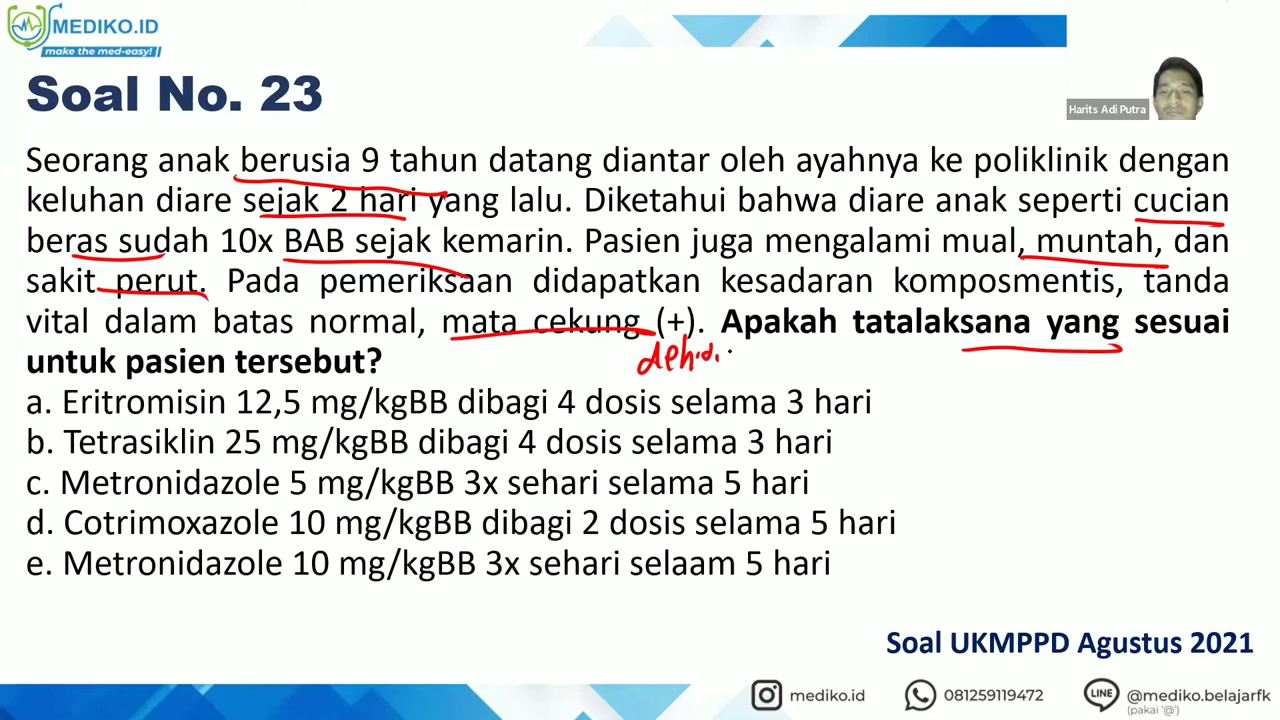 MEDIKO.ID
make the med-easy!
Harits Adi Putra
Soal No. 23
Seorang anak berusia 9 tahun datang diantar oleh ayahnya ke poliklinik dengan
keluhan diare sejak 2 hari yang lalu. Diketahui bahwa diare anak seperti cucian
beras sudah 10x BAB sejak kemarin. Pasien juga mengalami mual, muntah, dan
sakit perut. Pada pemeriksaan didapatkan kesadaran komposmentis, tanda
vital dalam batas normal, mata cekung (+). Apakah tatalaksana yang sesuai
untuk pasien tersebut?
a. Eritromisin 12,5 mg/kgBB dibagi 4 dosis selama 3 hari
b. Tetrasiklin 25 mg/kgBB dibagi 4 dosis selama 3 hari
c. Metronidazole 5 mg/kgBB 3x sehari selama 5 hari
d. Cotrimoxazole 10 mg/kgBB dibagi 2 dosis selama 5 hari
e. Metronidazole 10 mg/kgBB 3x sehari selaam 5 hari
Soal UKMPPD Agustus 2021
mediko.id
081259119472
LINE
@mediko.belajarfk
(pakai '@')